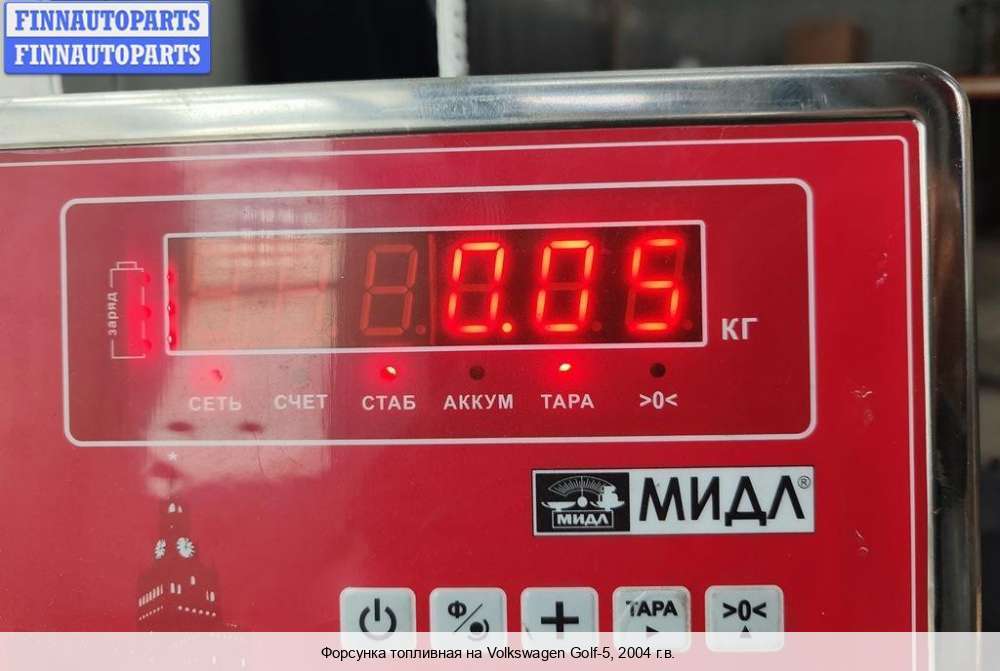 FINNAUTOPARTS
FINNAUTOPARTS
заряд
0.05
КГ
СЕТЬ СЧЕТ СТАБ АККУМ ТАРА >0<
МИДЛ МИДЛ®
Ф ТАРА >0<
Форсунка топливная на Volkswagen Golf-5, 2004 г.в.